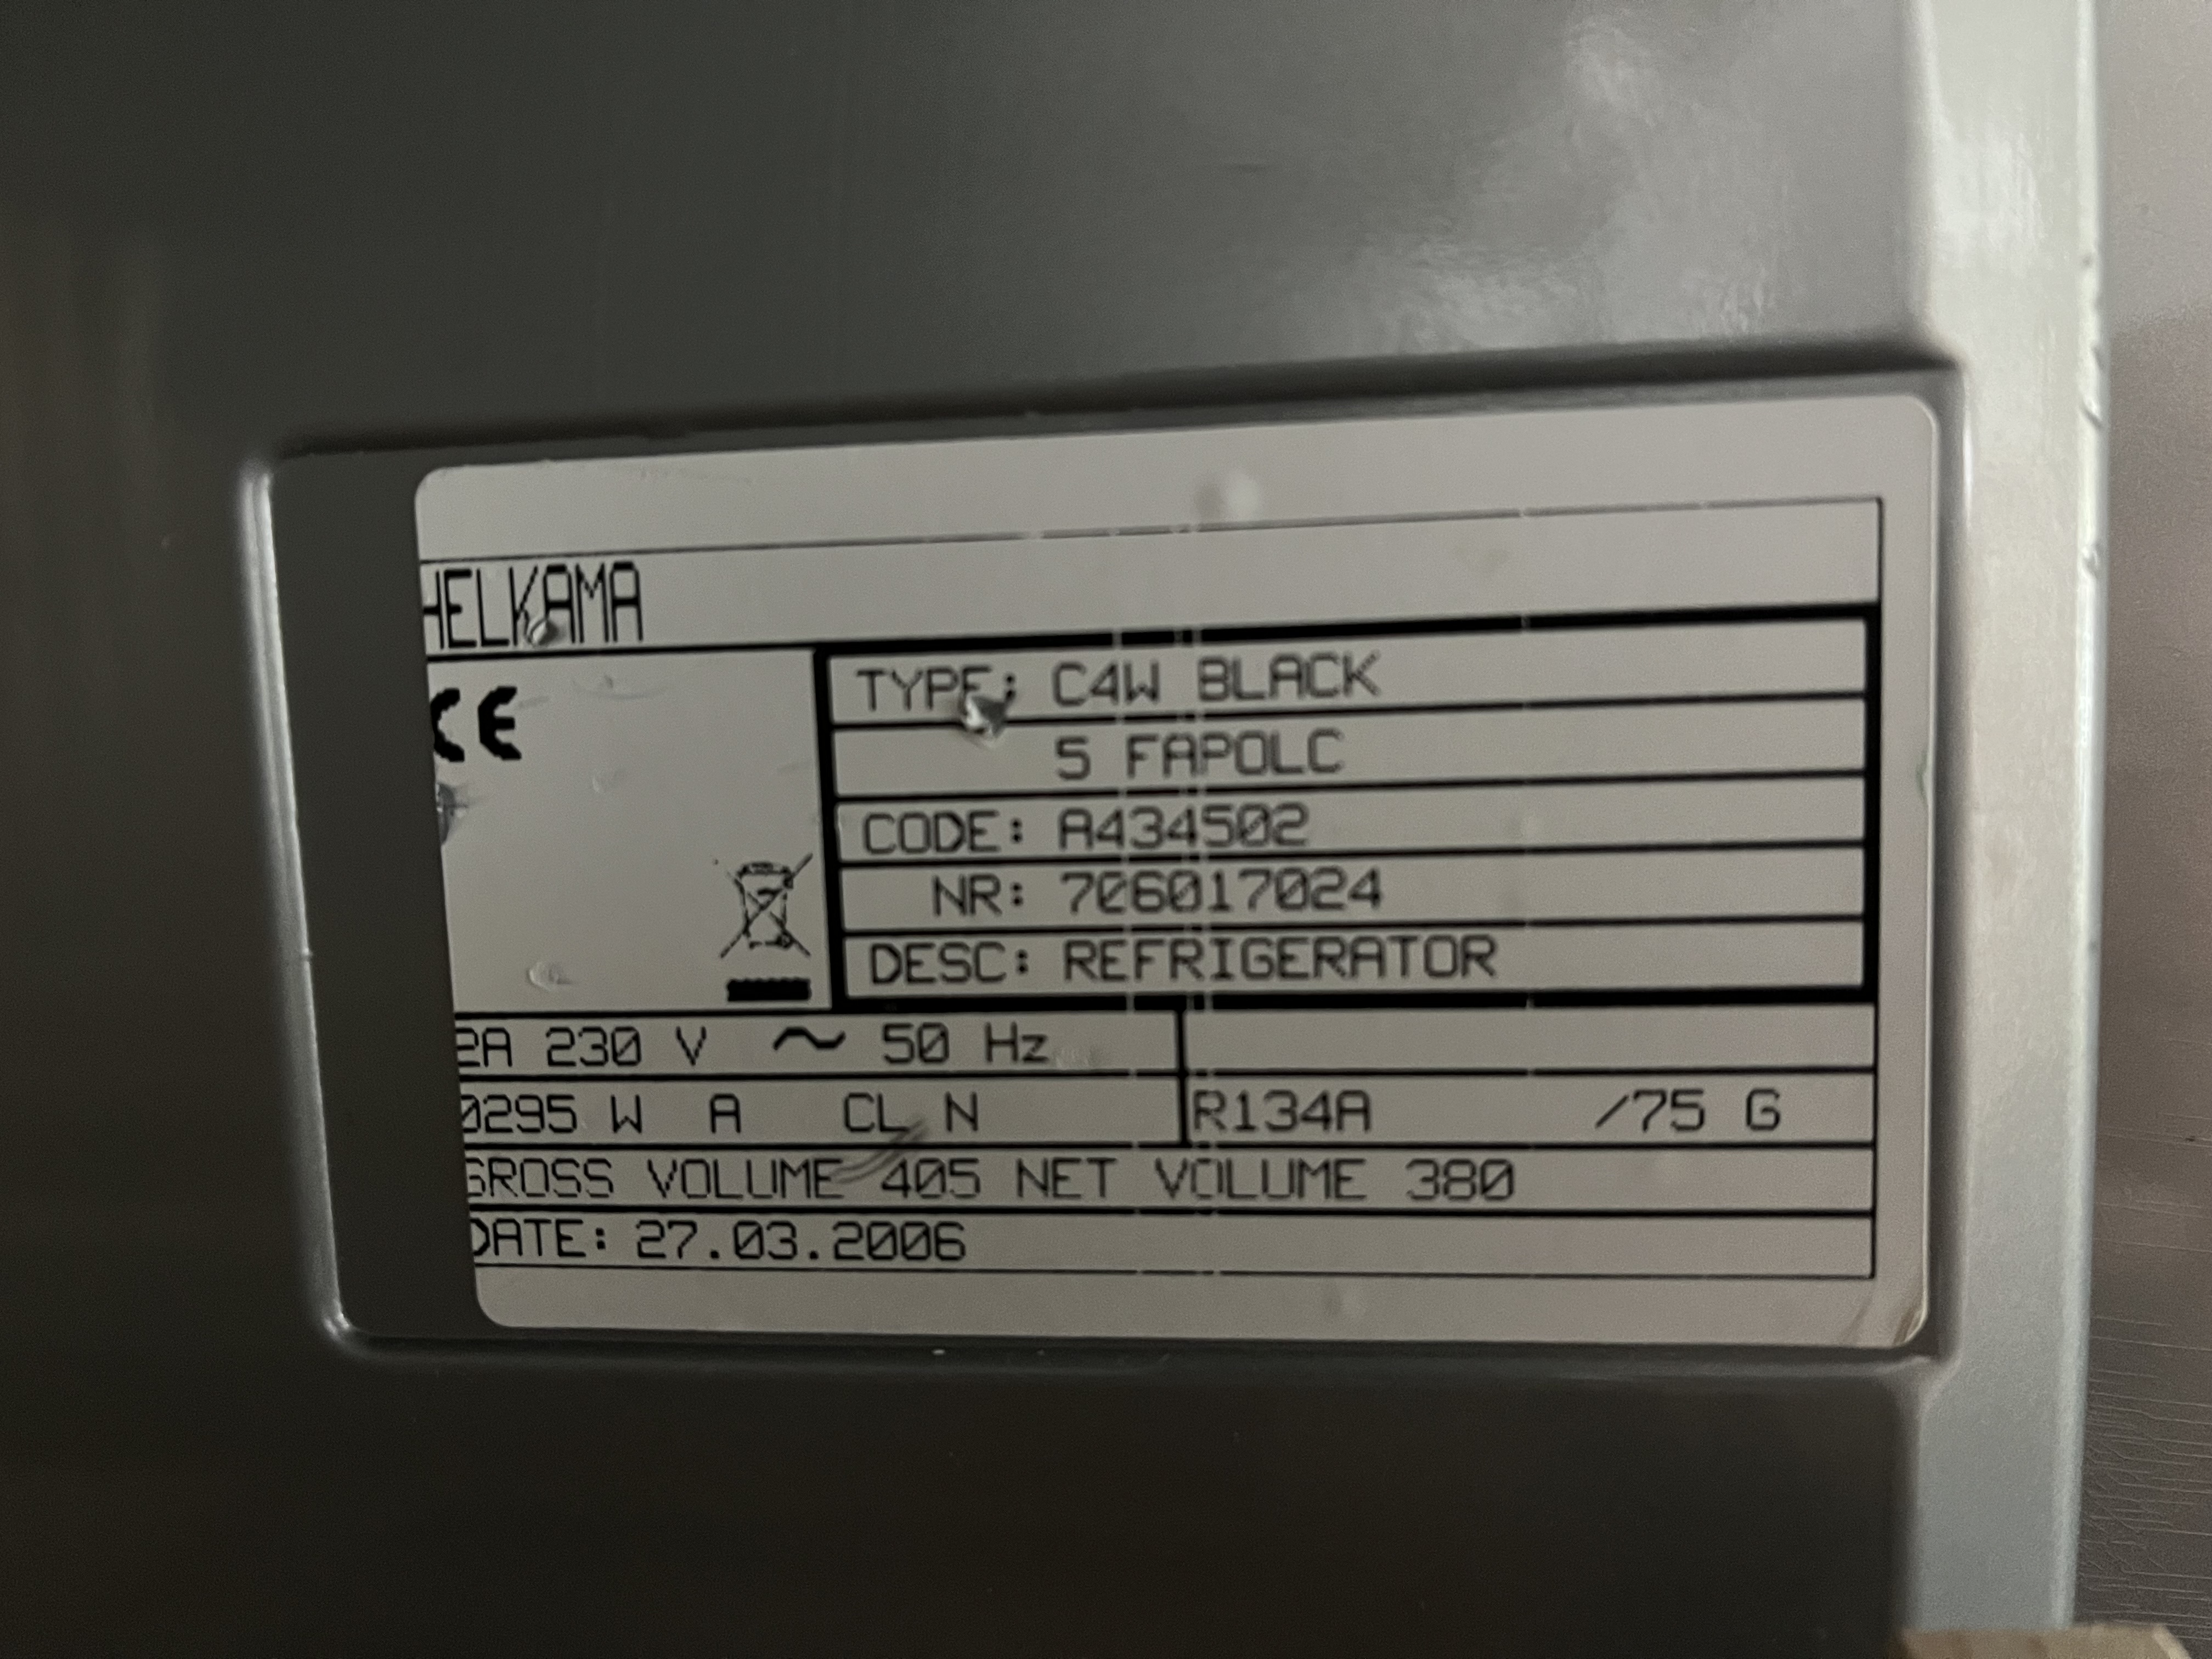 HELKAMA
CE
TYPE: C4W BLACK
5 FAPOLC
CODE: A434502
NR: 706017024
DESC: REFRIGERATOR
2A 230 V ~ 50 Hz
0295 W A CL N
R134A /75 G
GROSS VOLUME 405 NET VOLUME 380
DATE: 27.03.2006